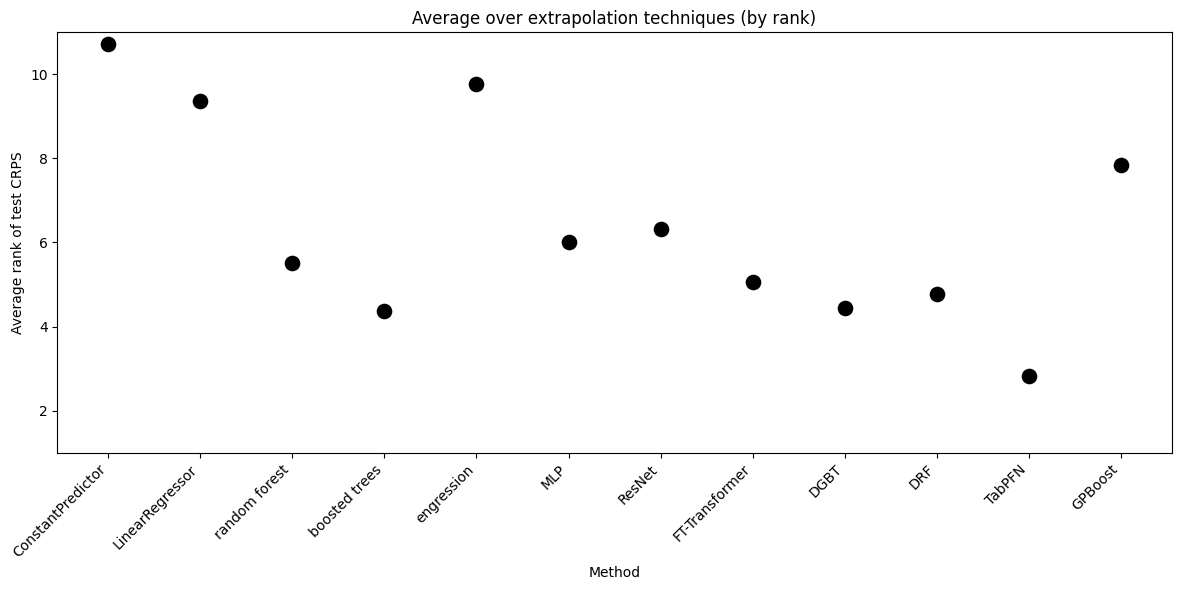 Average over extrapolation techniques (by rank)
Average rank of test CRPS
10
8
6
4
2
ConstantPredictor
LinearRegressor
random forest
boosted trees
engression
MLP
ResNet
FT-Transformer
DGBT
DRF
TabPFN
GPBoost
Method